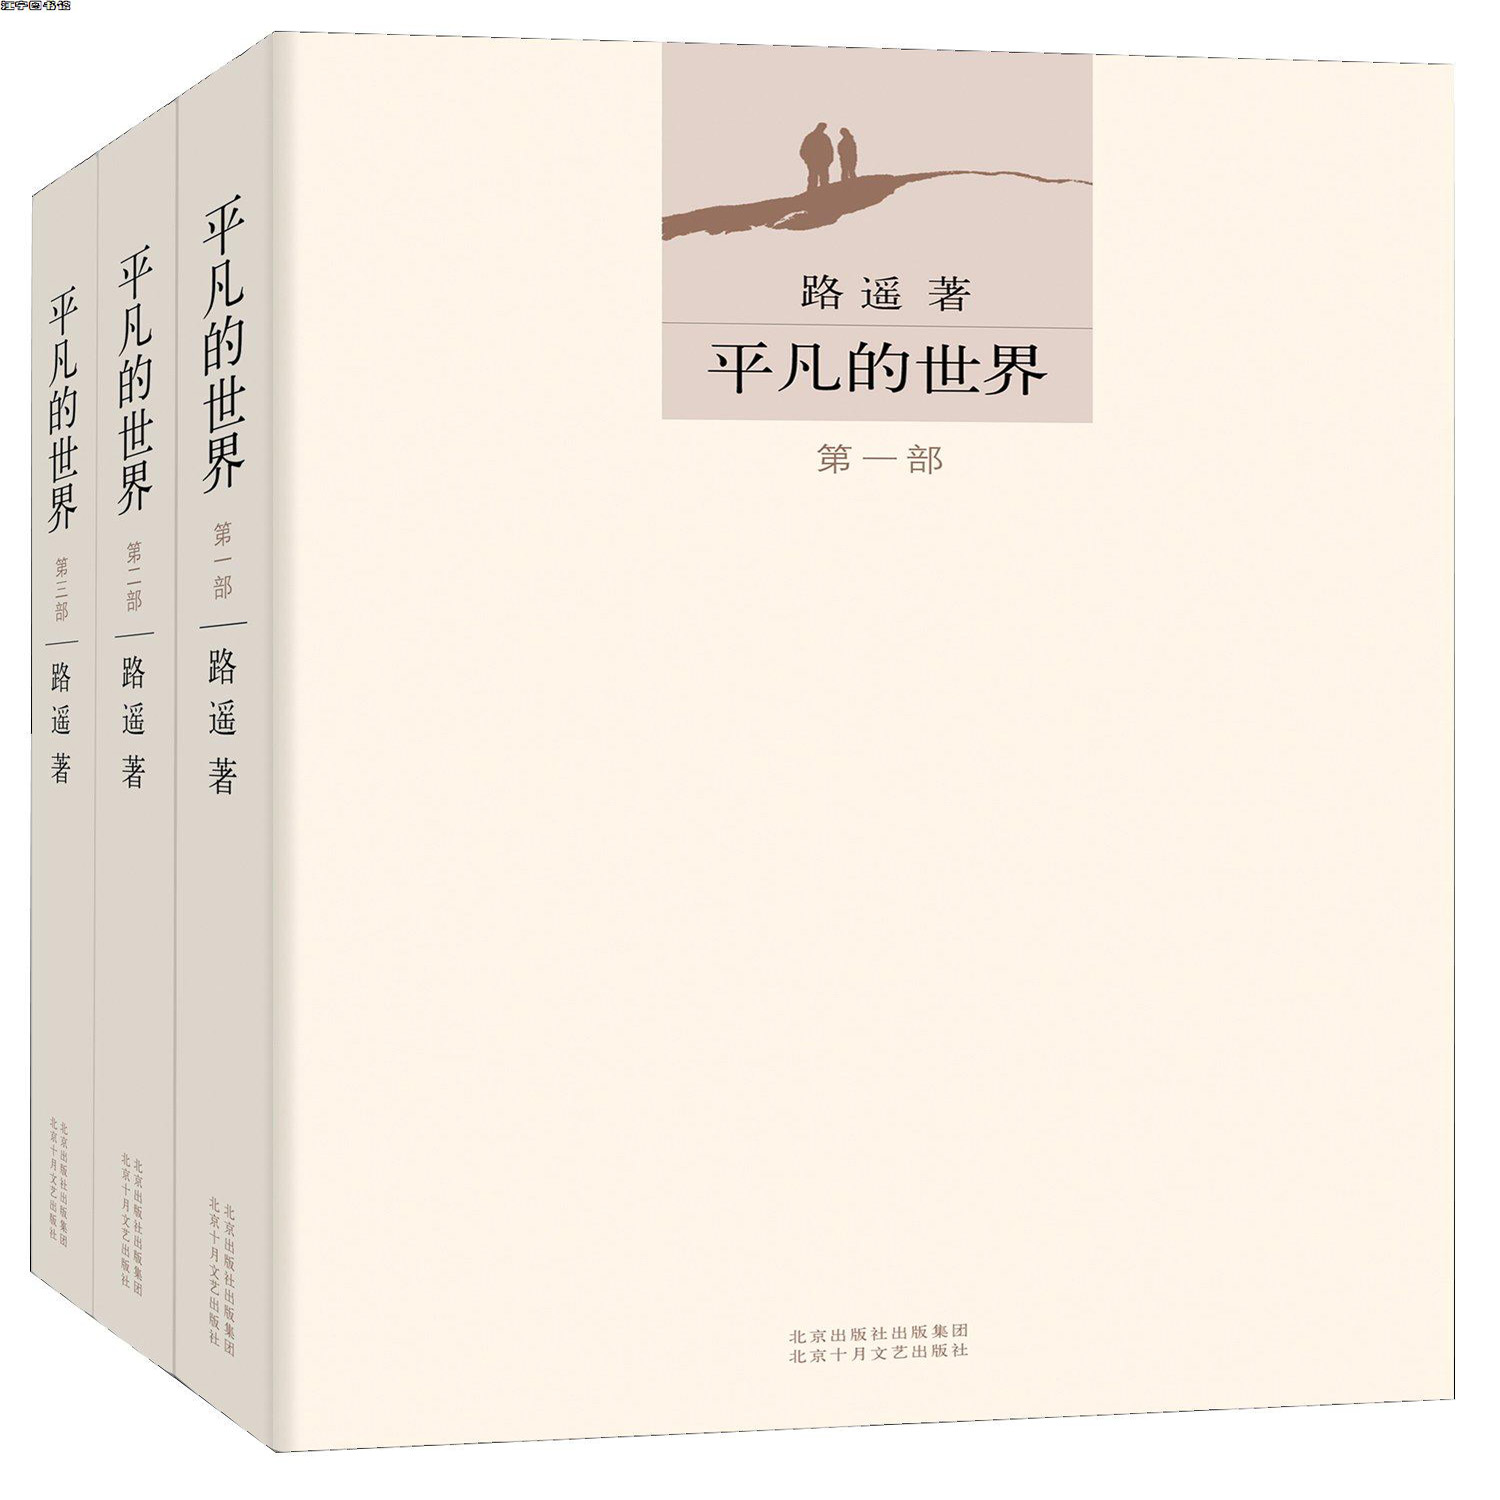 江宁图书馆
路遥 著
平凡的世界
第一部
北京出版社出版集团
北京十月文艺出版社
平凡的世界 第一部 路遥 著
北京出版社出版集团
北京十月文艺出版社
平凡的世界 第二部 路遥 著
北京出版社出版集团
北京十月文艺出版社
平凡的世界 第三部 路遥 著
北京出版社出版集团
北京十月文艺出版社